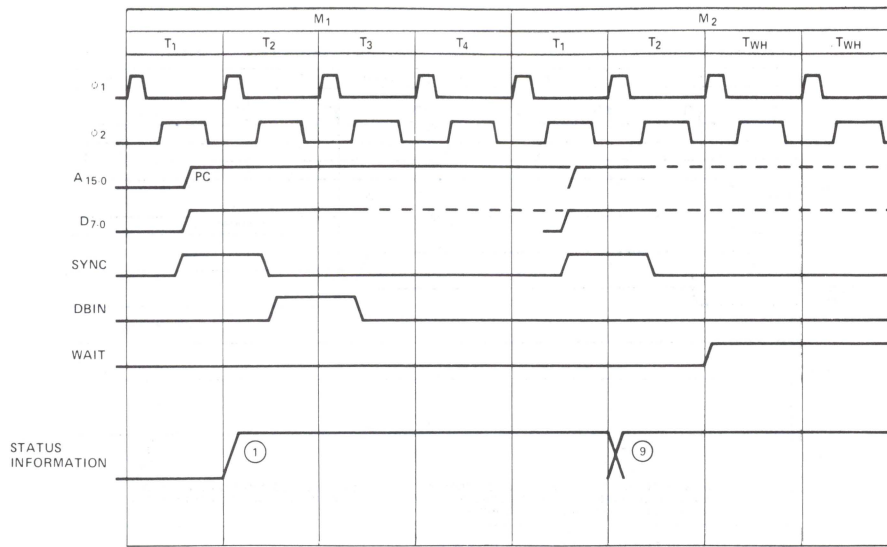 M1 M2
T1 T2 T3 T4 T1 T2 TWH TWH
φ1
φ2
A15-0 PC
D7-0
SYNC
DBIN
WAIT
STATUS
INFORMATION
1 9